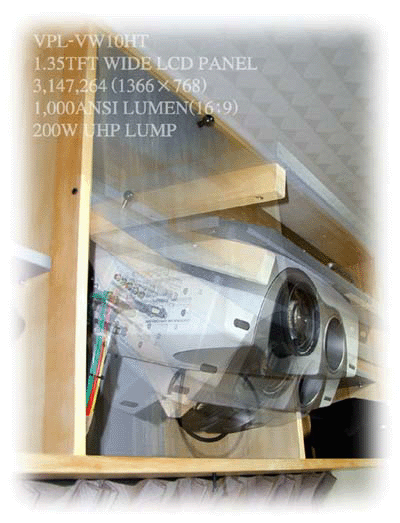 VPL-VW10HT
1.35TFT WIDE LCD PANEL
3,147,264（1366×768）
1,000ANSI LUMEN(16：9)
200W UHP LUMP